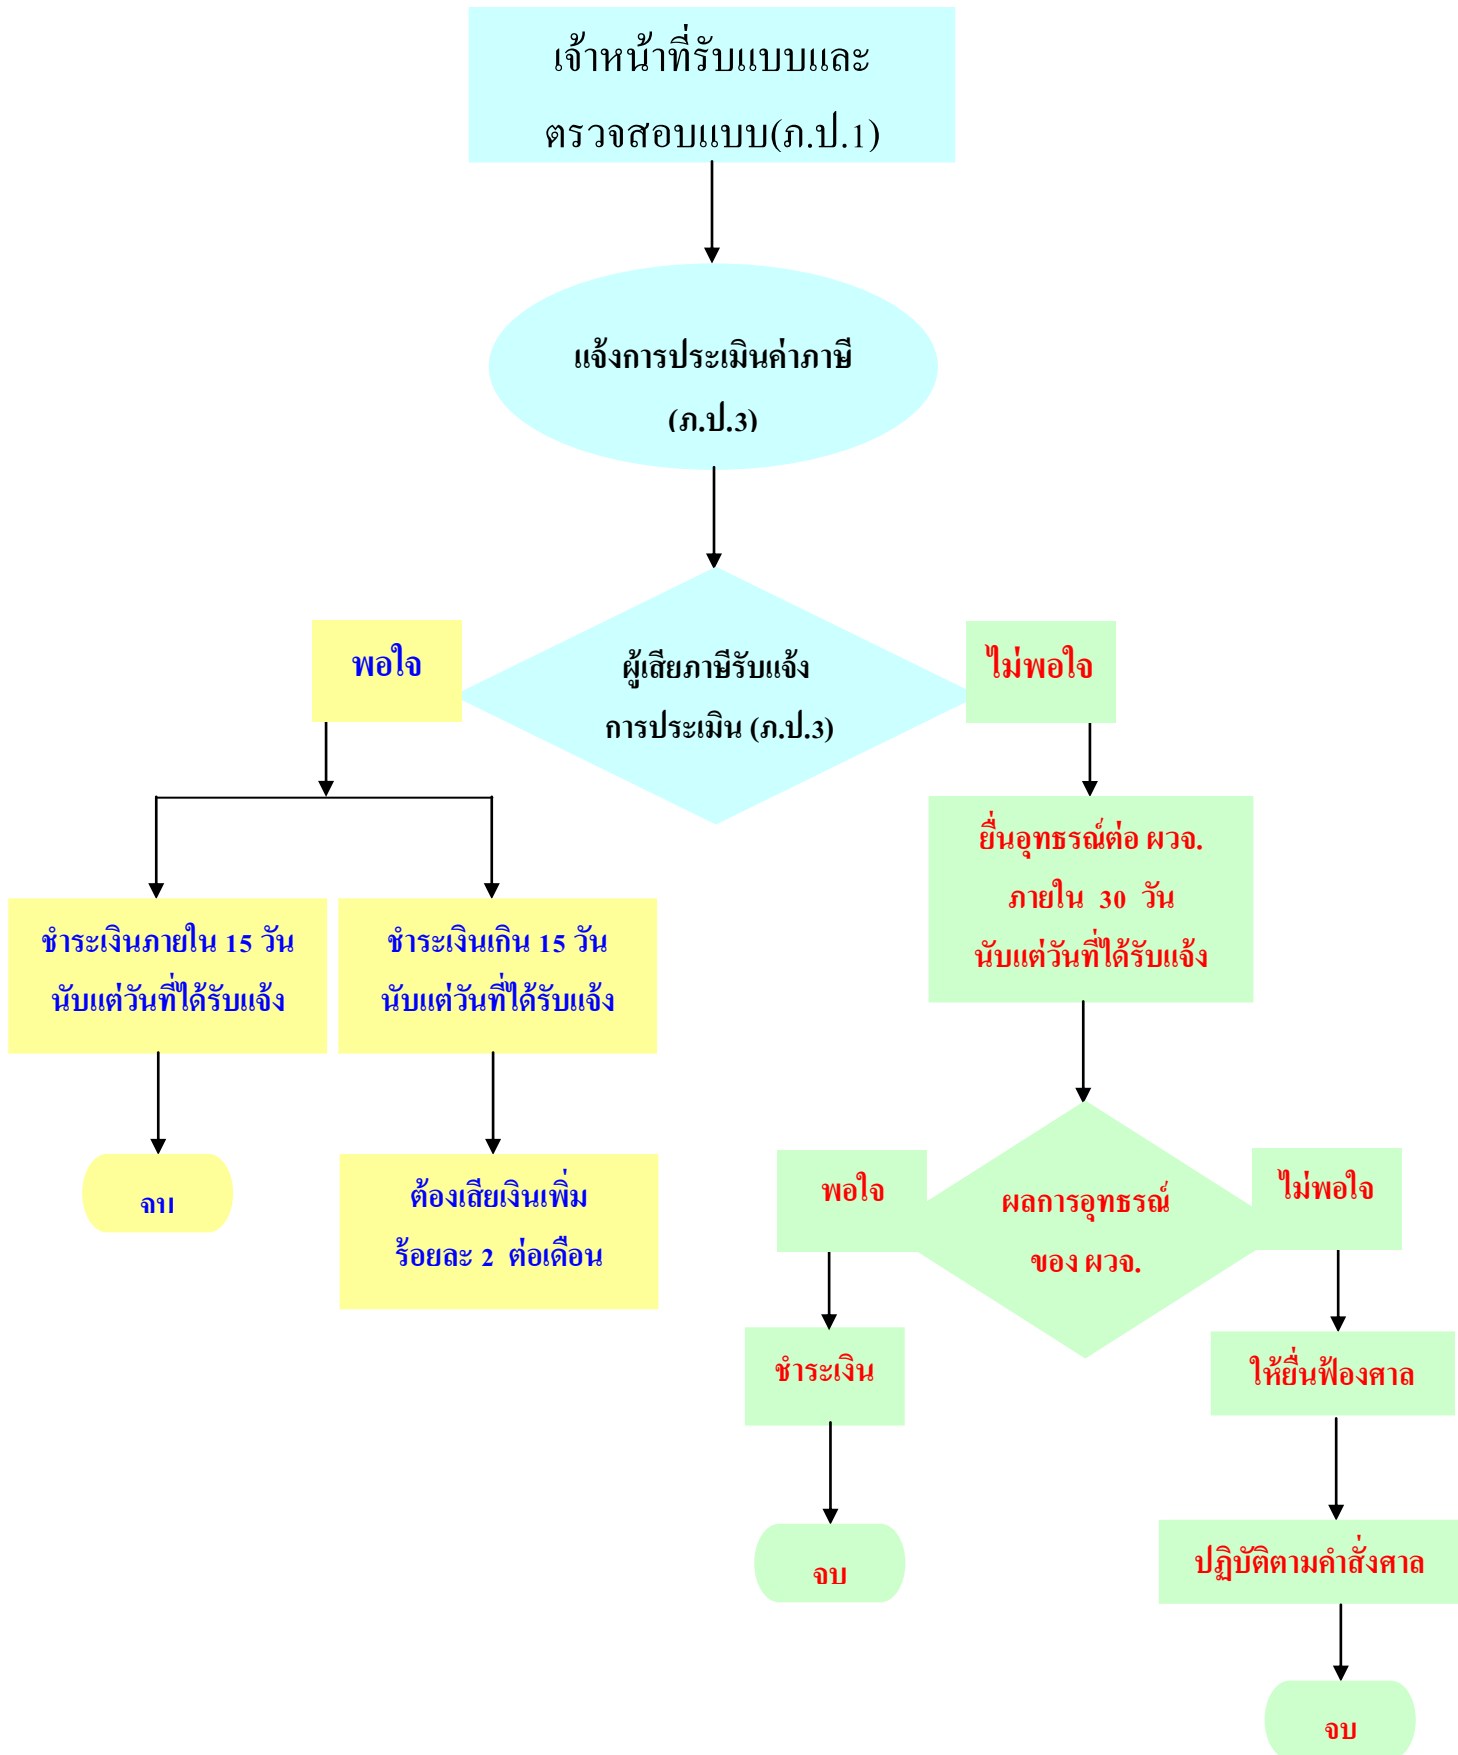 เจ้าหน้าที่รับแบบและ
ตรวจสอบแบบ(ภ.ป.1)
แจ้งการประเมินค่าภาษี
(ภ.ป.3)
พอใจ
ผู้เสียภาษีรับแจ้ง
การประเมิน (ภ.ป.3)
ไม่พอใจ
ชำระเงินภายใน 15 วัน
นับแต่วันที่ได้รับแจ้ง
ชำระเงินเกิน 15 วัน
นับแต่วันที่ได้รับแจ้ง
ยื่นอุทธรณ์ต่อ ผวจ.
ภายใน 30 วัน
นับแต่วันที่ได้รับแจ้ง
จบ
ต้องเสียเงินเพิ่ม
ร้อยละ 2 ต่อเดือน
พอใจ
ผลการอุทธรณ์
ของ ผวจ.
ไม่พอใจ
ชำระเงิน
จบ
ให้ยื่นฟ้องศาล
ปฏิบัติตามคำสั่งศาล
จบ